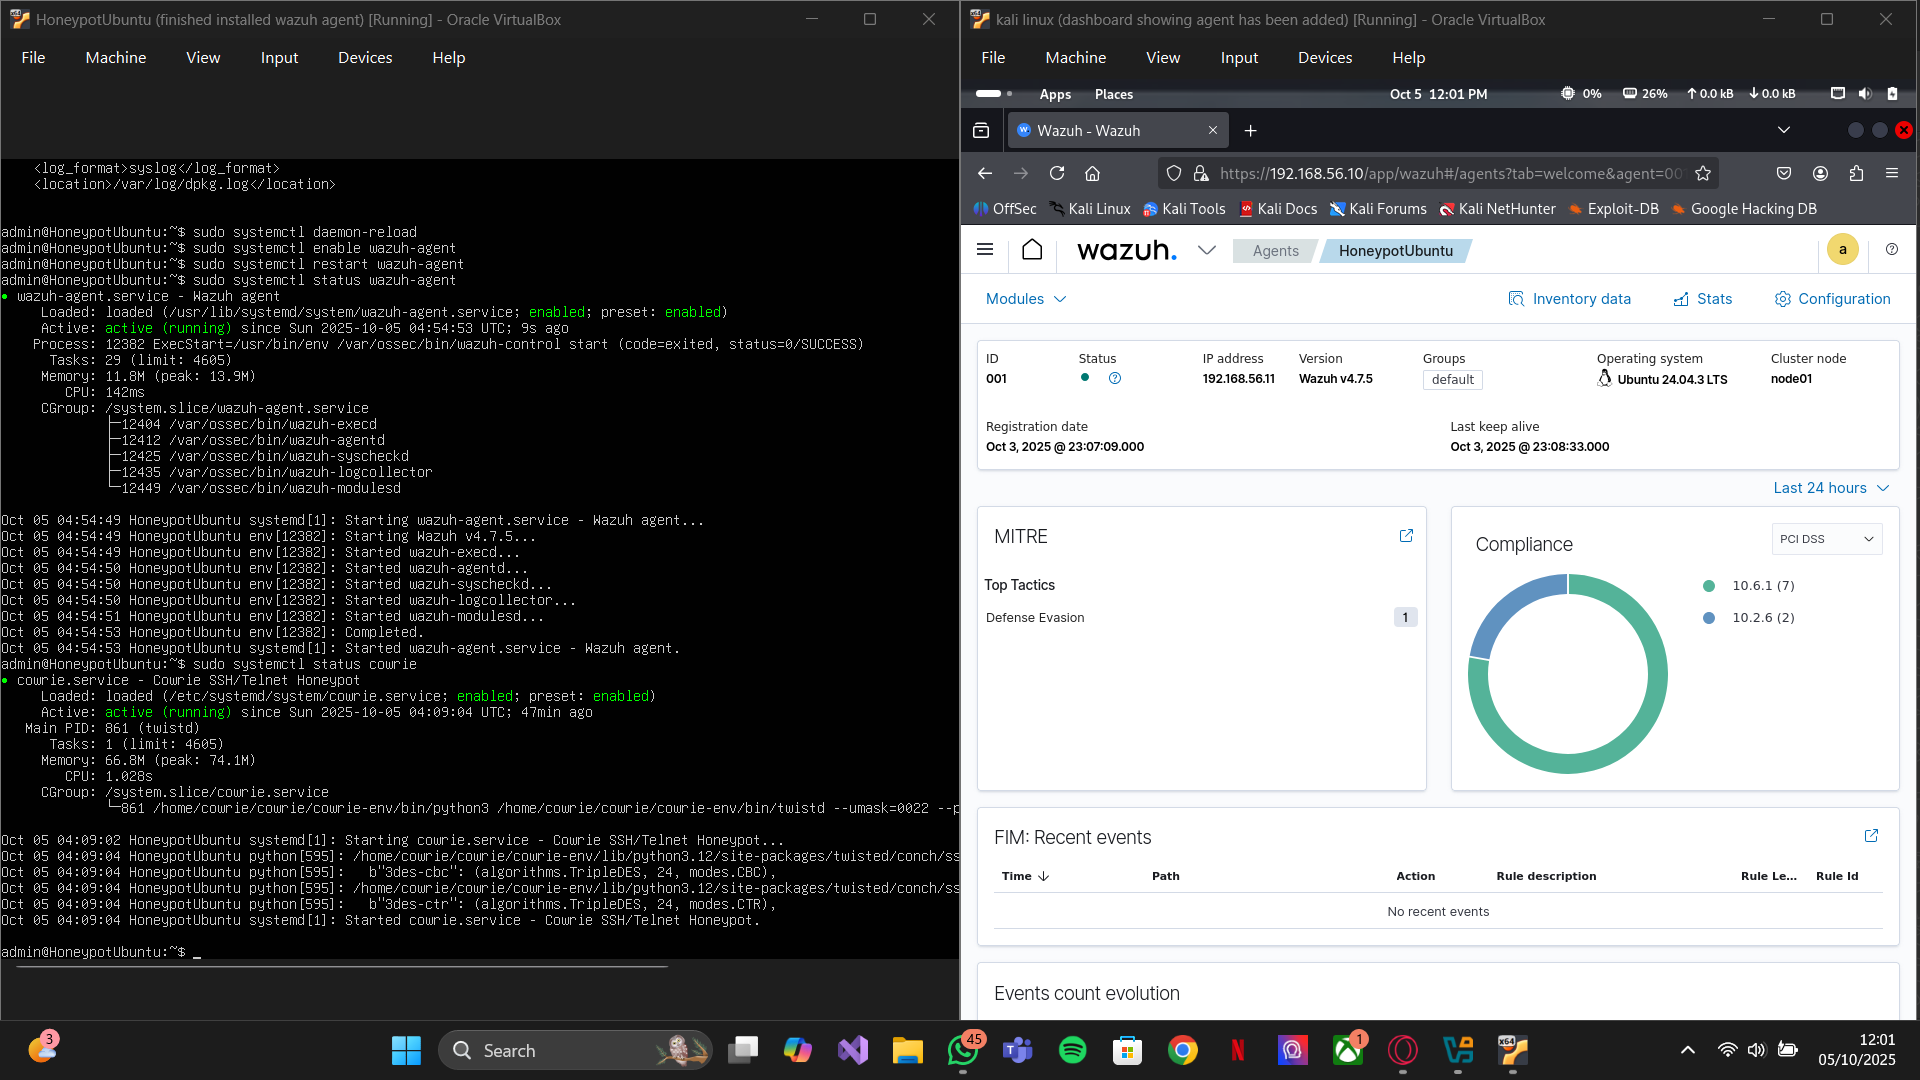 HoneypotUbuntu (finished installed wazuh agent) [Running] - Oracle VirtualBox
File Machine View Input Devices Help
<log_format>syslog</log_format>
<location>/var/log/dpkg.log</location>
admin@HoneypotUbuntu:~$ sudo systemctl daemon-reload
admin@HoneypotUbuntu:~$ sudo systemctl enable wazuh-agent
admin@HoneypotUbuntu:~$ sudo systemctl restart wazuh-agent
admin@HoneypotUbuntu:~$ sudo systemctl status wazuh-agent
● wazuh-agent.service - Wazuh agent
Loaded: loaded (/usr/lib/systemd/system/wazuh-agent.service; enabled; preset: enabled)
Active: active (running) since Sun 2025-10-05 04:54:53 UTC; 9s ago
Process: 12382 ExecStart=/usr/bin/env /var/ossec/bin/wazuh-control start (code=exited, status=0/SUCCESS)
Tasks: 29 (limit: 4605)
Memory: 11.8M (peak: 13.9M)
CPU: 142ms
CGroup: /system.slice/wazuh-agent.service
├─12404 /var/ossec/bin/wazuh-execd
├─12412 /var/ossec/bin/wazuh-agentd
├─12425 /var/ossec/bin/wazuh-syscheckd
├─12435 /var/ossec/bin/wazuh-logcollector
└─12449 /var/ossec/bin/wazuh-modulesd
Oct 05 04:54:49 HoneypotUbuntu systemd[1]: Starting wazuh-agent.service - Wazuh agent...
Oct 05 04:54:49 HoneypotUbuntu env[12382]: Starting Wazuh v4.7.5...
Oct 05 04:54:49 HoneypotUbuntu env[12382]: Started wazuh-execd...
Oct 05 04:54:50 HoneypotUbuntu env[12382]: Started wazuh-agentd...
Oct 05 04:54:50 HoneypotUbuntu env[12382]: Started wazuh-syscheckd...
Oct 05 04:54:50 HoneypotUbuntu env[12382]: Started wazuh-logcollector...
Oct 05 04:54:51 HoneypotUbuntu env[12382]: Started wazuh-modulesd...
Oct 05 04:54:53 HoneypotUbuntu env[12382]: Completed.
Oct 05 04:54:53 HoneypotUbuntu systemd[1]: Started wazuh-agent.service - Wazuh agent.
admin@HoneypotUbuntu:~$ sudo systemctl status cowrie
● cowrie.service - Cowrie SSH/Telnet Honeypot
Loaded: loaded (/etc/systemd/system/cowrie.service; enabled; preset: enabled)
Active: active (running) since Sun 2025-10-05 04:09:04 UTC; 47min ago
Main PID: 861 (twistd)
Tasks: 1 (limit: 4605)
Memory: 66.8M (peak: 74.1M)
CPU: 1.028s
CGroup: /system.slice/cowrie.service
└─861 /home/cowrie/cowrie/cowrie-env/bin/python3 /home/cowrie/cowrie/cowrie-env/bin/twistd --umask=0022 --p
Oct 05 04:09:02 HoneypotUbuntu systemd[1]: Starting cowrie.service - Cowrie SSH/Telnet Honeypot...
Oct 05 04:09:04 HoneypotUbuntu python[595]: /home/cowrie/cowrie/cowrie-env/lib/python3.12/site-packages/twisted/conch/ss
Oct 05 04:09:04 HoneypotUbuntu python[595]: b"3des-cbc": (algorithms.TripleDES, 24, modes.CBC),
Oct 05 04:09:04 HoneypotUbuntu python[595]: /home/cowrie/cowrie/cowrie-env/lib/python3.12/site-packages/twisted/conch/ss
Oct 05 04:09:04 HoneypotUbuntu python[595]: b"3des-ctr": (algorithms.TripleDES, 24, modes.CTR),
Oct 05 04:09:04 HoneypotUbuntu systemd[1]: Started cowrie.service - Cowrie SSH/Telnet Honeypot.
admin@HoneypotUbuntu:~$ _
kali linux (dashboard showing agent has been added) [Running] - Oracle VirtualBox
File Machine View Input Devices Help
Apps Places Oct 5 12:01 PM 0% 26% ↑ 0.0 kB ↓ 0.0 kB
Wazuh - Wazuh
https://192.168.56.10/app/wazuh#/agents?tab=welcome&agent=00
OffSec Kali Linux Kali Tools Kali Docs Kali Forums Kali NetHunter Exploit-DB Google Hacking DB
wazuh. Agents HoneypotUbuntu a
Modules Inventory data Stats Configuration
ID Status IP address Version Groups Operating system Cluster node
001 192.168.56.11 Wazuh v4.7.5 default Ubuntu 24.04.3 LTS node01
Registration date Last keep alive
Oct 3, 2025 @ 23:07:09.000 Oct 3, 2025 @ 23:08:33.000
Last 24 hours
MITRE
Top Tactics
Defense Evasion 1
Compliance PCI DSS
10.6.1 (7)
10.2.6 (2)
FIM: Recent events
Time Path Action Rule description Rule Le... Rule Id
No recent events
Events count evolution
3 Search 45 1 12:01
05/10/2025